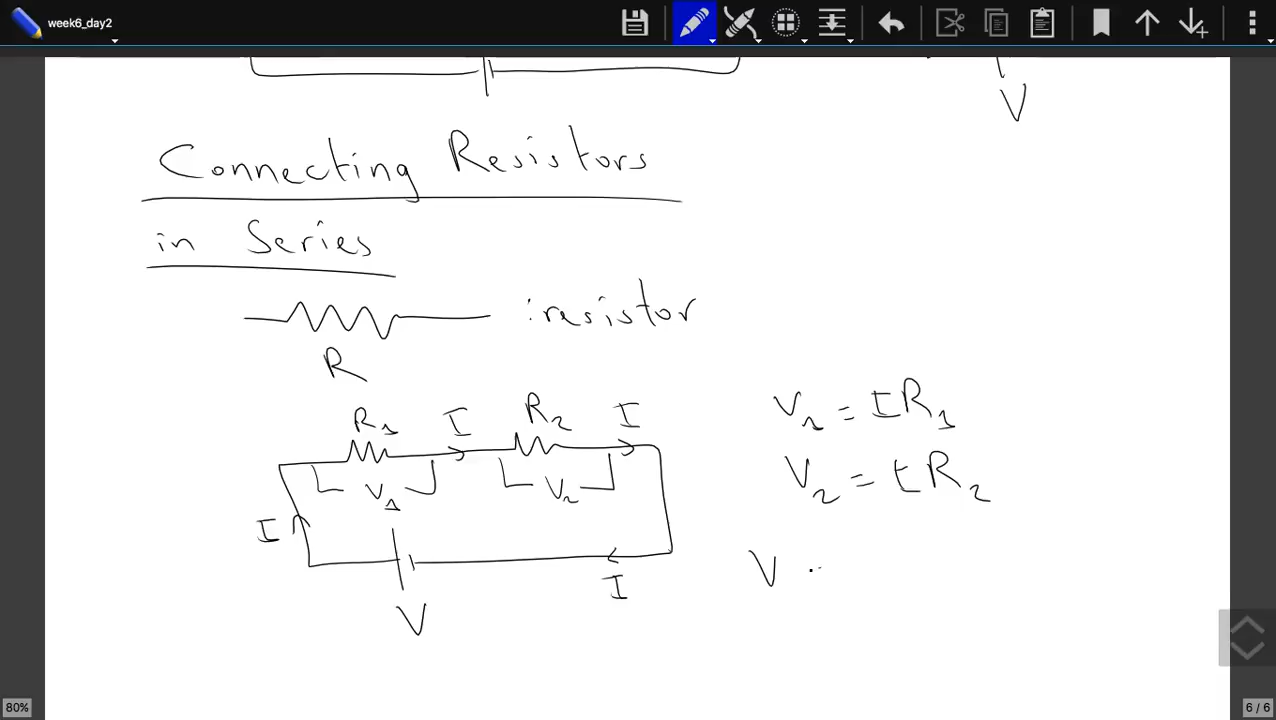 week6_day2
V
Connecting Resistors
in Series
:resistor
R
R₁ I R₂ I
V₁ V₂
I
I
V
V₁ = IR₁
V₂ = IR₂
V
80%
6 / 6